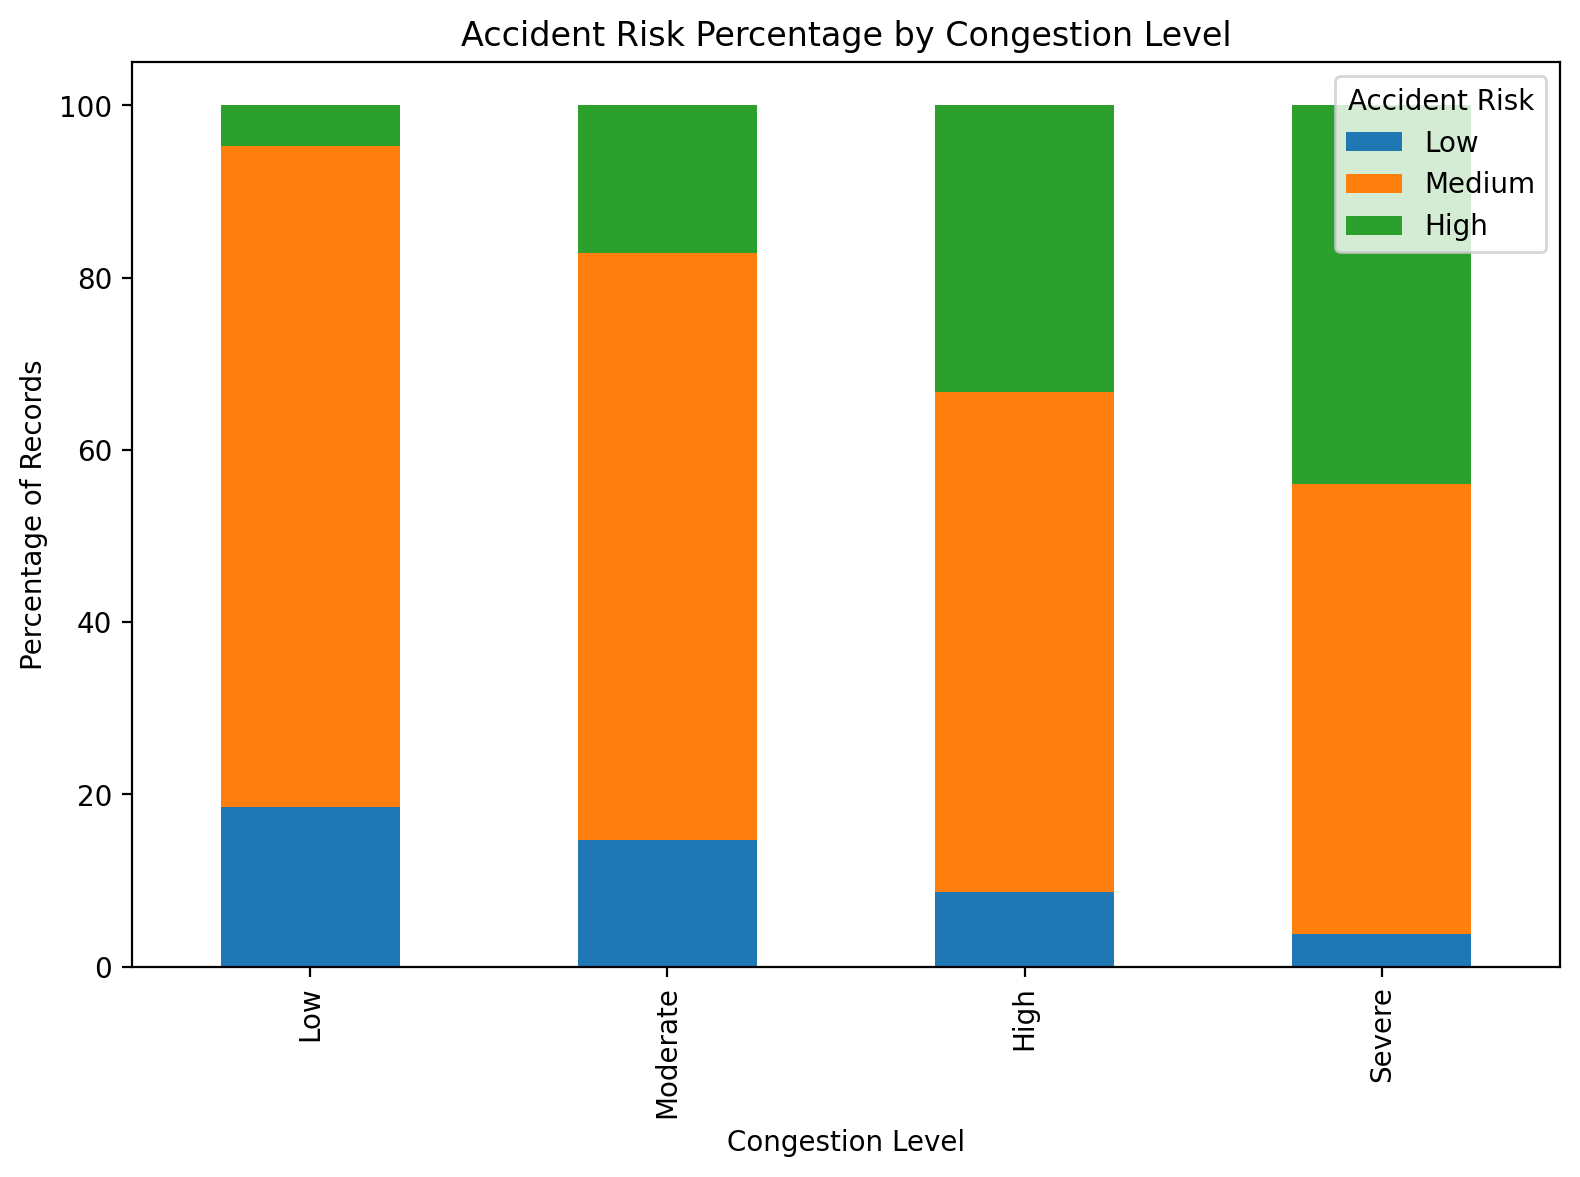 Accident Risk Percentage by Congestion Level
Accident Risk
Low
Medium
High
100
80
60
40
20
0
Percentage of Records
Low
Moderate
High
Severe
Congestion Level